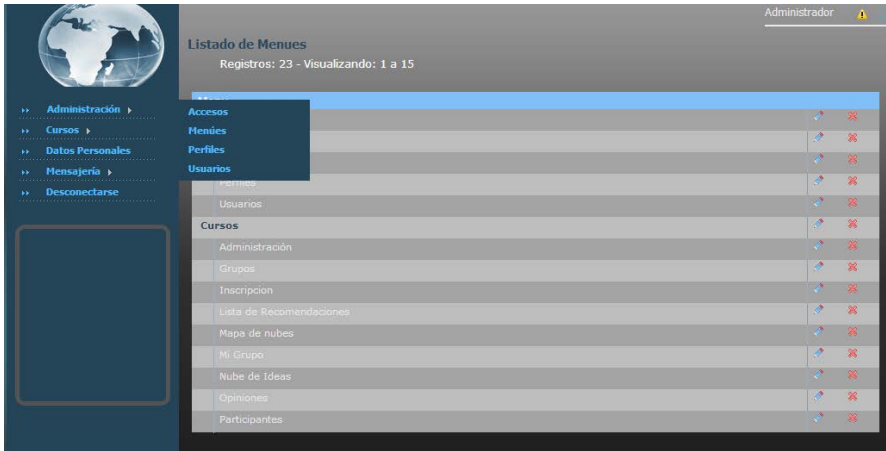 Administrador
Listado de Menues
Registros: 23 - Visualizando: 1 a 15
Administración
Cursos
Datos Personales
Mensajería
Desconectarse
Accesos
Menúes
Perfiles
Usuarios
Perfiles
Usuarios
Cursos
Administración
Grupos
Inscripcion
Lista de Recomendaciones
Mapa de nubes
Mi Grupo
Nube de Ideas
Opiniones
Participantes